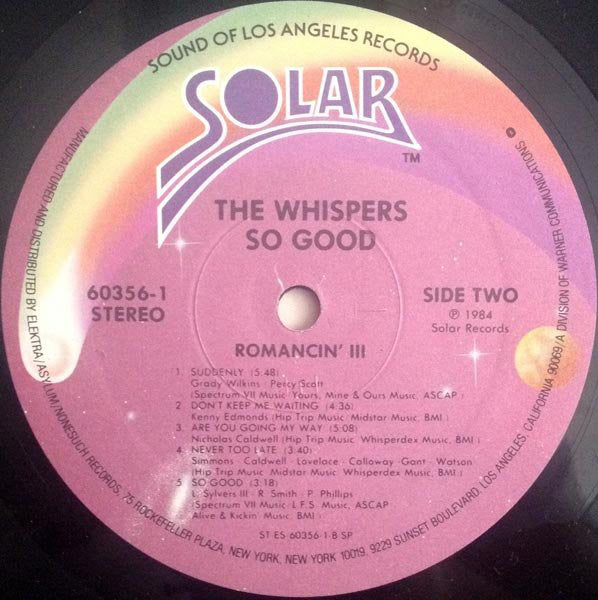 SOUND OF LOS ANGELES RECORDS
SOLAR
TM
THE WHISPERS
SO GOOD
60356-1
STEREO
SIDE TWO
℗ 1984
Solar Records
ROMANCIN' III
1. SUDDENLY (5:48)
Grady Wilkins · Percy Scott
(Spectrum VII Music/Yours, Mine & Ours Music, ASCAP)
2. DON'T KEEP ME WAITING (4:36)
Kenny Edmonds (Hip Trip Music/Midstar Music, BMI)
3. ARE YOU GOING MY WAY (5:08)
Nicholas Caldwell (Hip Trip Music/Whisperdex Music, BMI)
4. NEVER TOO LATE (3:40)
Simmons · Caldwell · Lovelace · Calloway · Gant · Watson
(Hip Trip Music/Midstar Music/Whisperdex Music, BMI)
5. SO GOOD (3:18)
L. Sylvers III · R. Smith · P. Phillips
(Spectrum VII Music/L.F.S. Music, ASCAP
Alive & Kickin' Music, BMI)
ST ES 60356-1 B SP
MANUFACTURED AND DISTRIBUTED BY ELEKTRA/ASYLUM/NONESUCH RECORDS, 75 ROCKEFELLER PLAZA, NEW YORK, NEW YORK 10019, 9229 SUNSET BOULEVARD, LOS ANGELES, CALIFORNIA 90069/A DIVISION OF WARNER COMMUNICATIONS